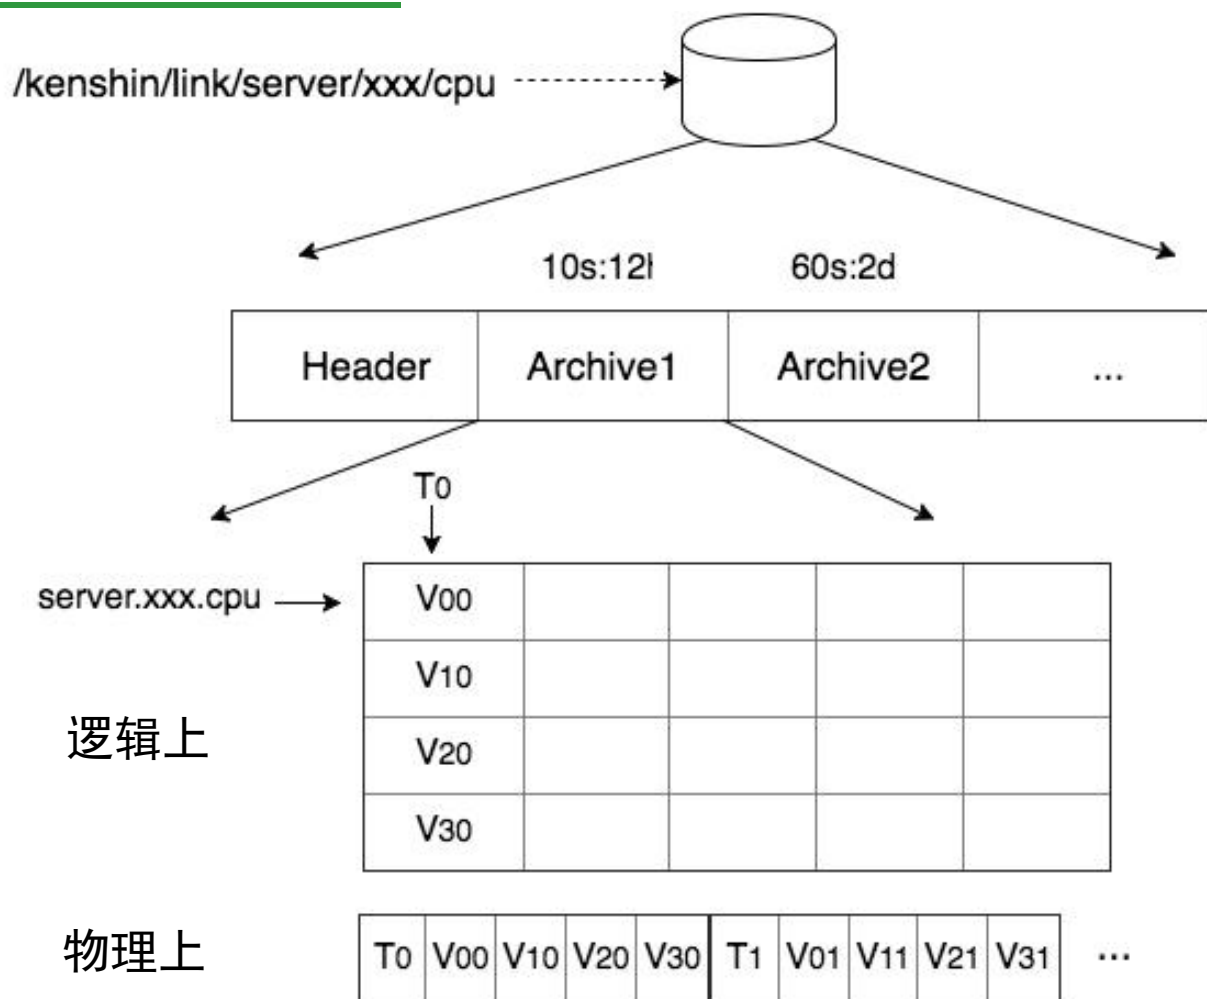 /kenshin/link/server/xxx/cpu
10s:12h
60s:2d
Header
Archive1
Archive2
...
T0
server.xxx.cpu
V00
V10
逻辑上
V20
V30
物理上
T0 V00 V10 V20 V30 T1 V01 V11 V21 V31 ...